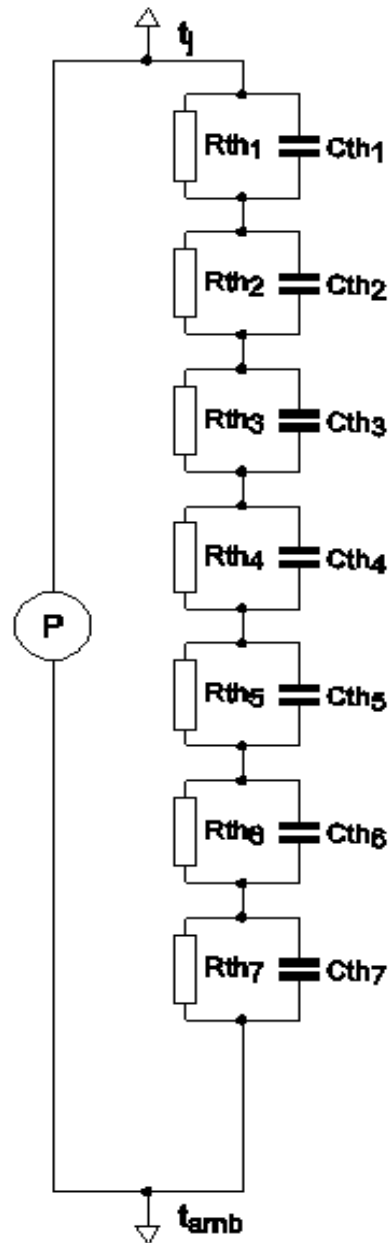 tj
Rth1 Cth1
Rth2 Cth2
Rth3 Cth3
Rth4 Cth4
P
Rth5 Cth5
Rth6 Cth6
Rth7 Cth7
tamb